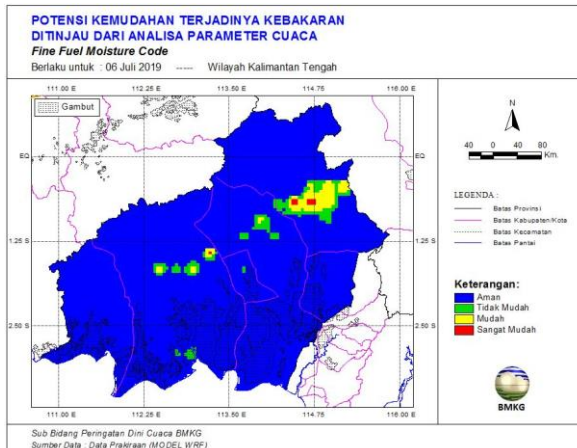 POTENSI KEMUDAHAN TERJADINYA KEBAKARAN
DITINJAU DARI ANALISA PARAMETER CUACA
Fine Fuel Moisture Code
Berlaku untuk : 06 Juli 2019 ----- Wilayah Kalimantan Tengah
111.00 112.25 113.50 114.75 116.00
Gambut
EQ EQ
1.25 S 1.25 S
2.50 S 2.50 S
111.00 112.25 113.50 114.75 116.00
N
40 0 40 80 Km.
LEGENDA :
Batas Provinsi
Batas Kabupaten/Kota
Batas Kecamatan
Batas Pantai
Keterangan:
Aman
Tidak Mudah
Mudah
Sangat Mudah
BMKG
Sub Bidang Peringatan Dini Cuaca BMKG
Sumber Data : Data Prakiraan (MODEL WRF)